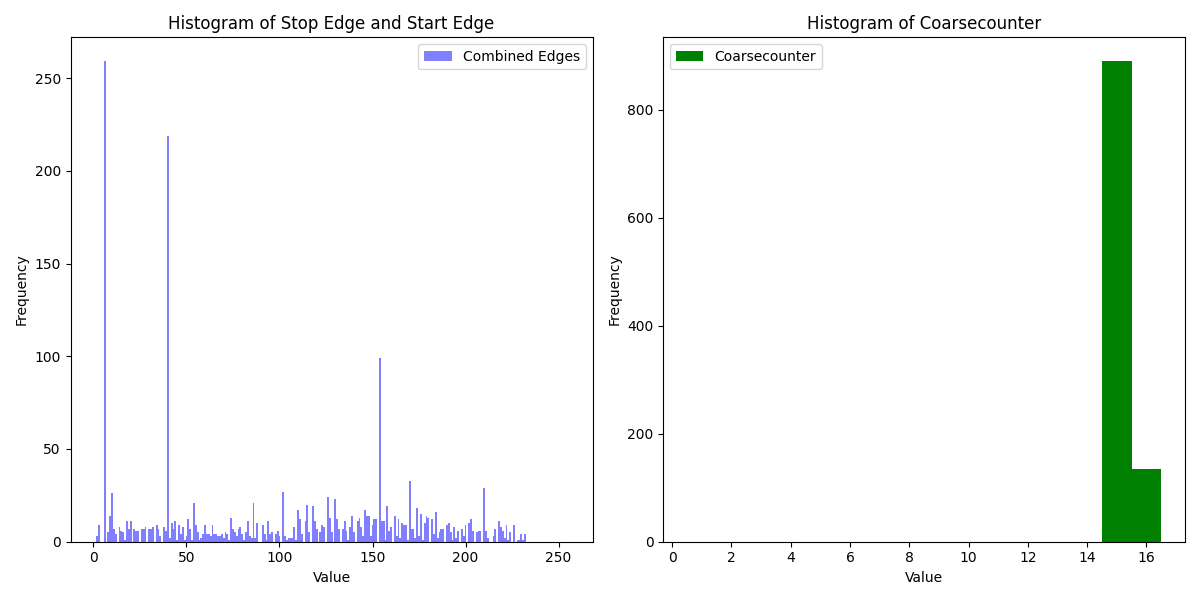 Histogram of Stop Edge and Start Edge
Combined Edges
Frequency
250
200
150
100
50
0
0 50 100 150 200 250
Value
Histogram of Coarsecounter
Coarsecounter
Frequency
800
600
400
200
0
0 2 4 6 8 10 12 14 16
Value